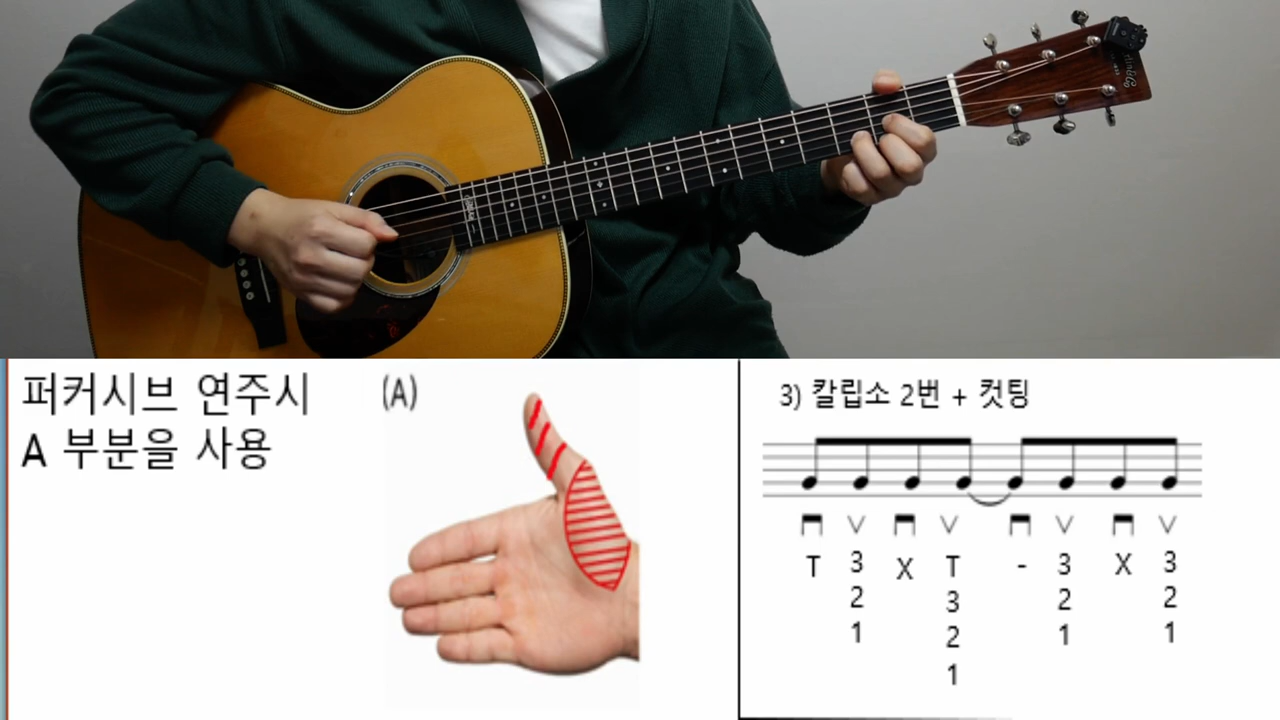 퍼커시브 연주시
A 부분을 사용
(A)
3) 칼립소 2번 + 컷팅
T 3 X T - 3 X 3
2 3 2 2
1 2 1 1
1